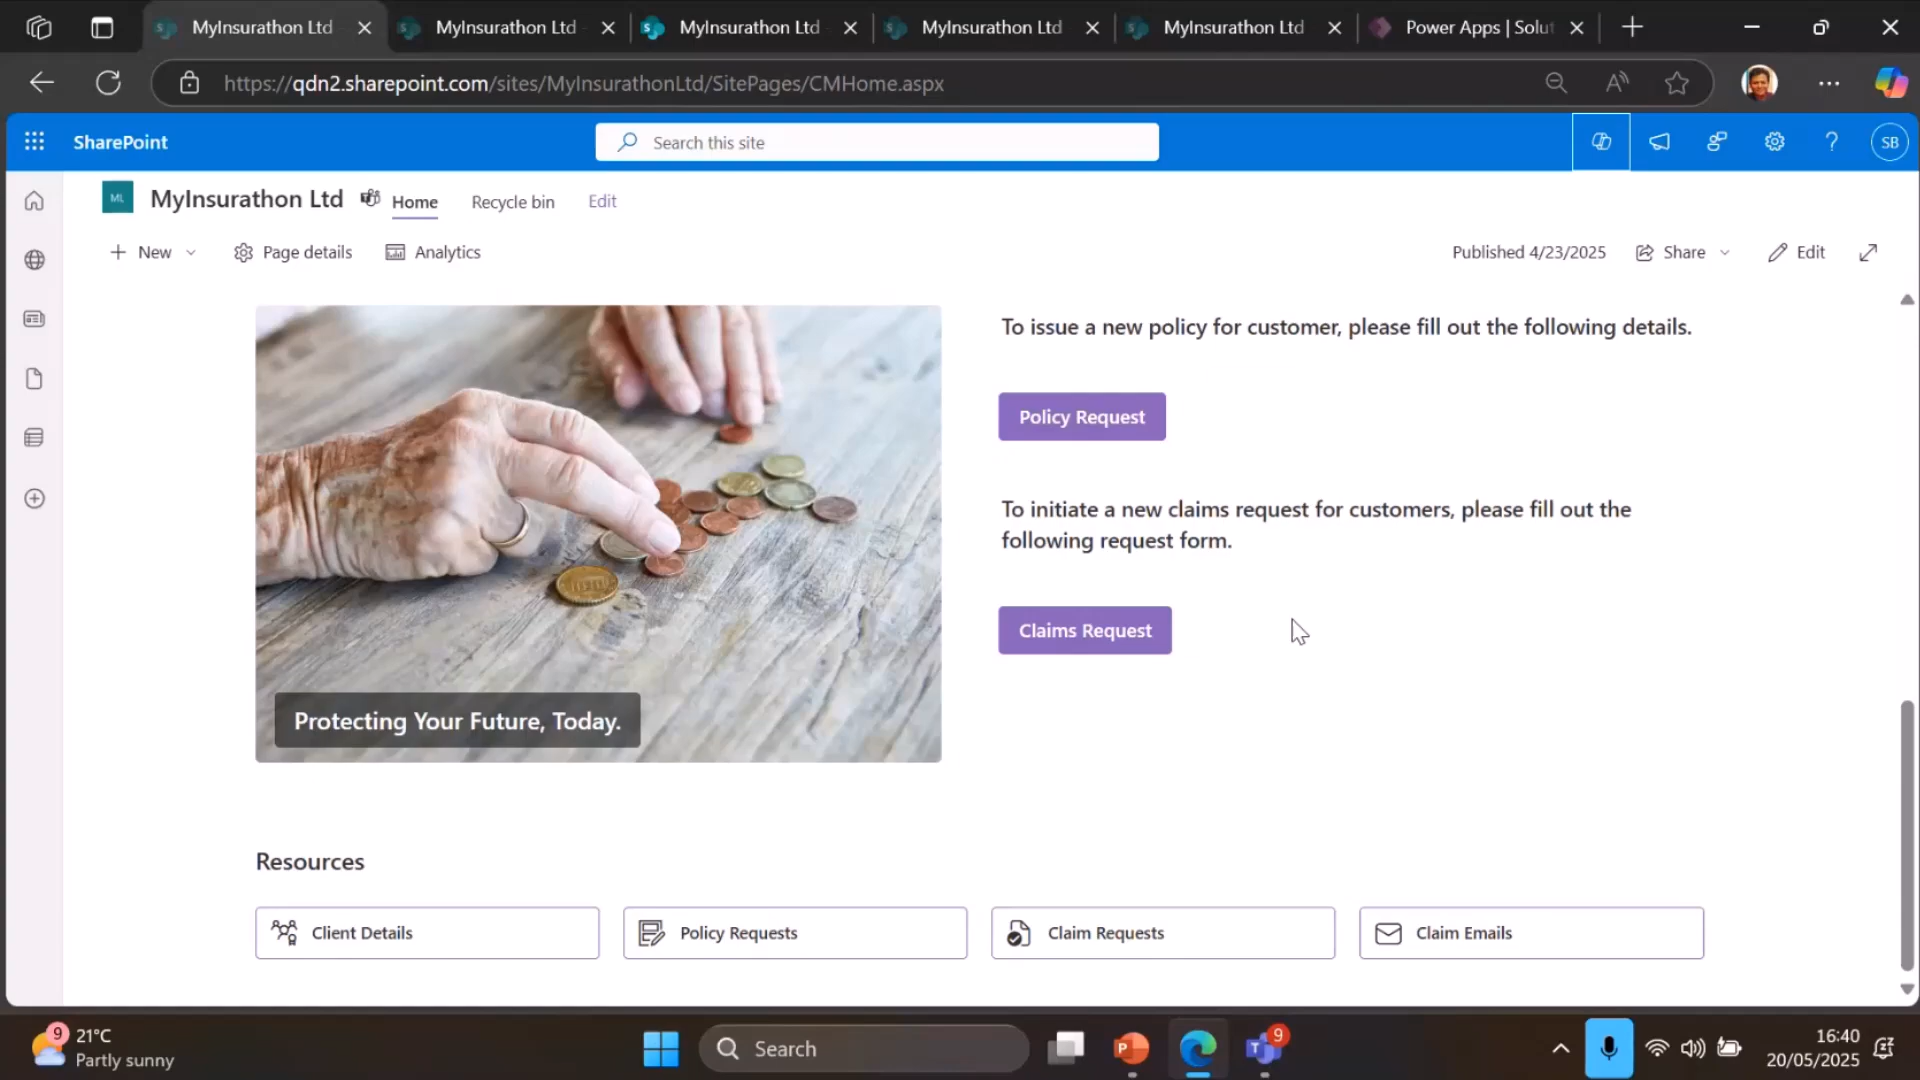 MyInsurathon Ltd
MyInsurathon Ltd
MyInsurathon Ltd
MyInsurathon Ltd
MyInsurathon Ltd
Power Apps | Solut
https://qdn2.sharepoint.com/sites/MyInsurathonLtd/SitePages/CMHome.aspx
SharePoint
Search this site
SB
ML
MyInsurathon Ltd
Home
Recycle bin
Edit
New
Page details
Analytics
Published 4/23/2025
Share
Edit
To issue a new policy for customer, please fill out the following details.
Policy Request
To initiate a new claims request for customers, please fill out the
following request form.
Claims Request
Protecting Your Future, Today.
Resources
Client Details
Policy Requests
Claim Requests
Claim Emails
9
21°C
Partly sunny
Search
9
16:40
20/05/2025